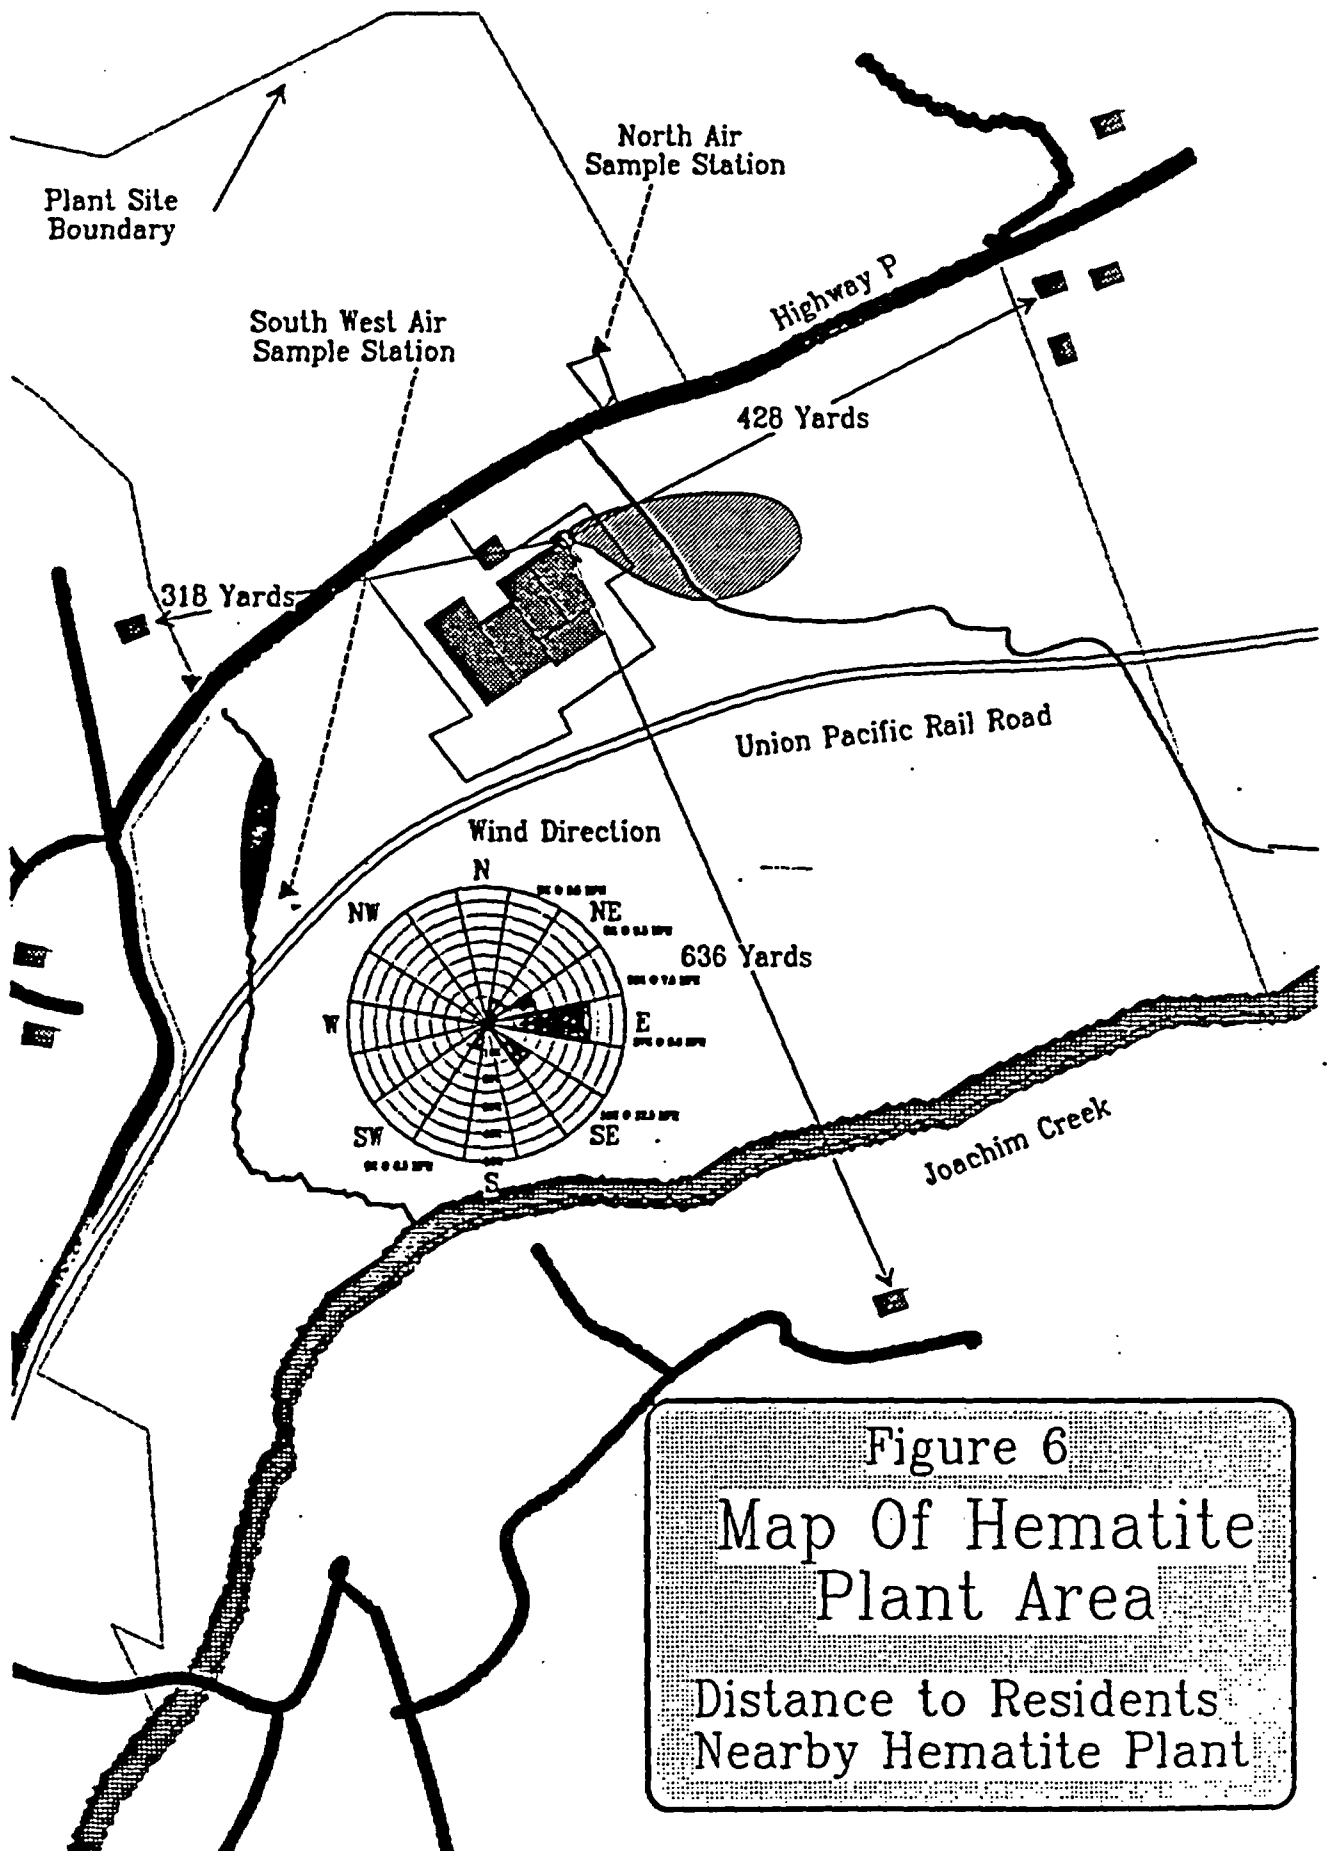 North Air
Sample Station
Plant Site
Boundary
Highway P
South West Air
Sample Station
428 Yards
318 Yards
Union Pacific Rail Road
Wind Direction
N
NW
NE
636 Yards
W
E
SW
SE
S
Joachim Creek
Figure 6
Map Of Hematite
Plant Area
Distance to Residents
Nearby Hematite Plant